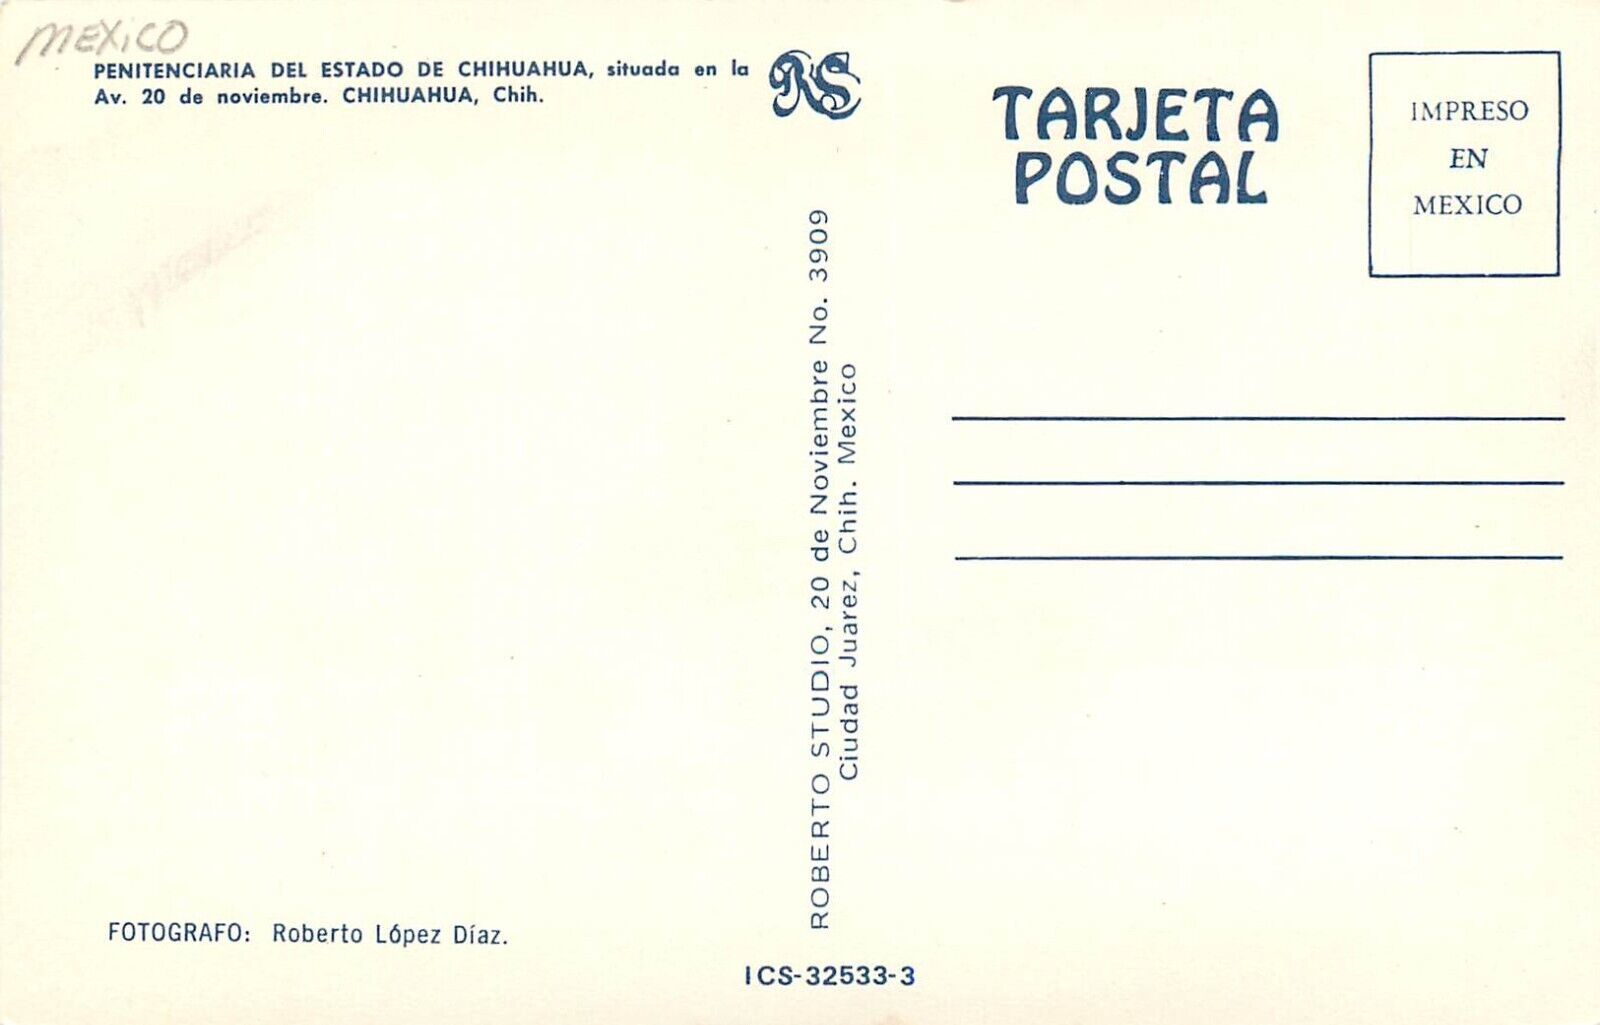 MEXiCO
PENITENCIARIA DEL ESTADO DE CHIHUAHUA, situada en la
Av. 20 de noviembre. CHIHUAHUA, Chih.
RS
TARJETA
POSTAL
IMPRESO
EN
MEXICO
ROBERTO STUDIO, 20 de Noviembre No. 3909
Ciudad Juarez, Chih. Mexico
FOTOGRAFO: Roberto López Díaz.
ICS-32533-3